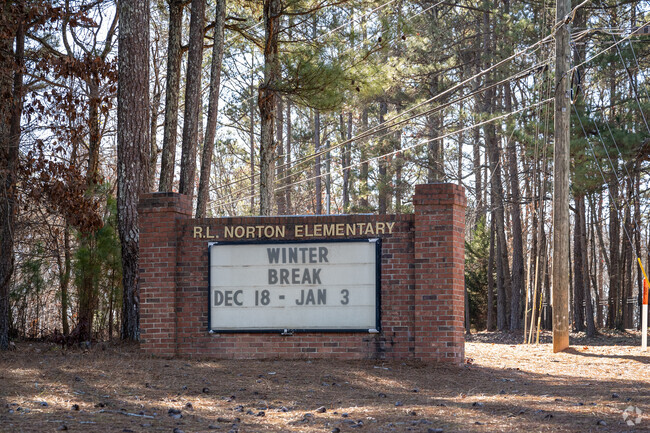 R.L. NORTON ELEMENTARY
WINTER
BREAK
DEC 18 - JAN 3